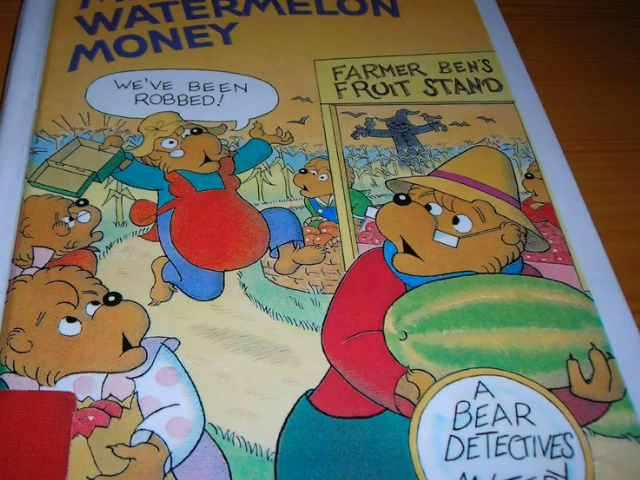 WATERMELON
MONEY
WE'VE BEEN
ROBBED!
FARMER BEN'S
FRUIT STAND
A
BEAR
DETECTIVES